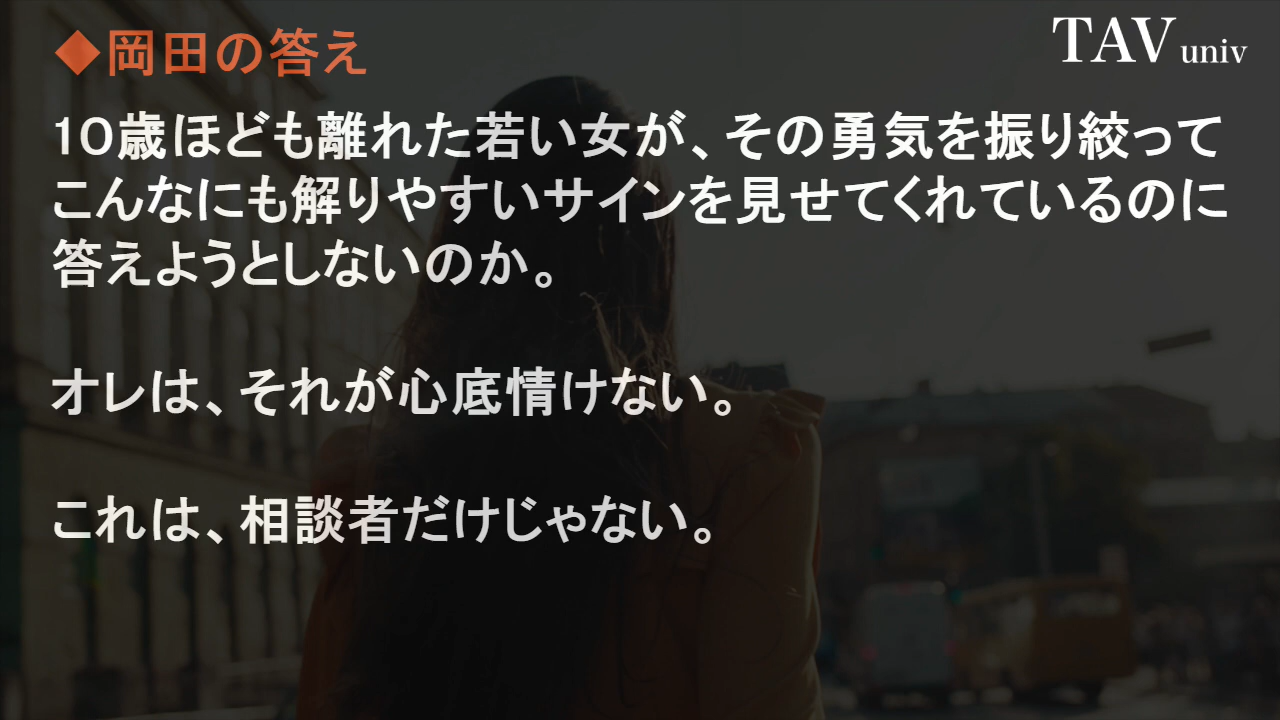 ◆岡田の答え
TAV univ
10歳ほども離れた若い女が、その勇気を振り絞って
こんなにも解りやすいサインを見せてくれているのに
答えようとしないのか。
オレは、それが心底情けない。
これは、相談者だけじゃない。